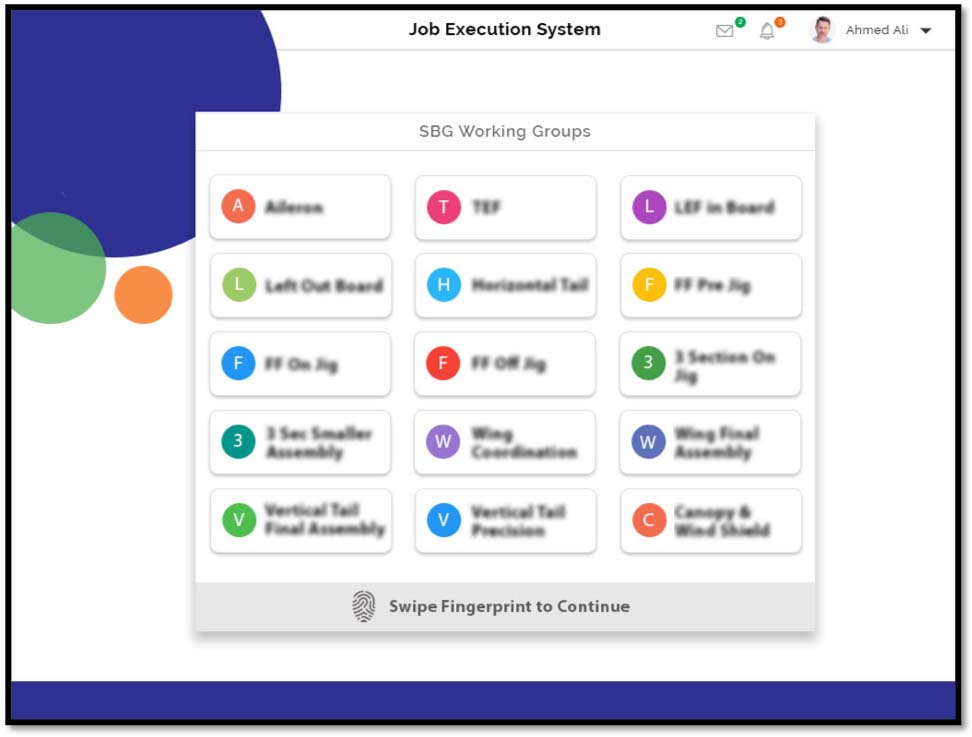 Job Execution System
2
3
Ahmed Ali
SBG Working Groups
A Aileron
T TEF
L LEF in Board
L Left Out Board
H Horizontal Tail
F FF Pre Jig
F FF On Jig
F FF Off Jig
3 3 Section On
Jig
3 3 Sec Smaller
Assembly
W Wing
Coordination
W Wing Final
Assembly
V Vertical Tail
Final Assembly
V Vertical Tail
Precision
C Canopy &
Wind Shield
Swipe Fingerprint to Continue